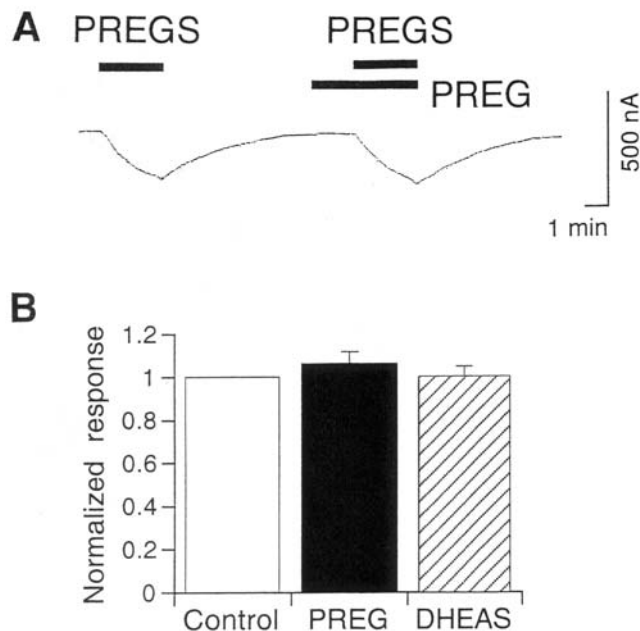 A
PREGS
PREGS
PREG
500 nA
1 min
B
Normalized response
1.2
1
0.8
0.6
0.4
0.2
0
Control
PREG
DHEAS